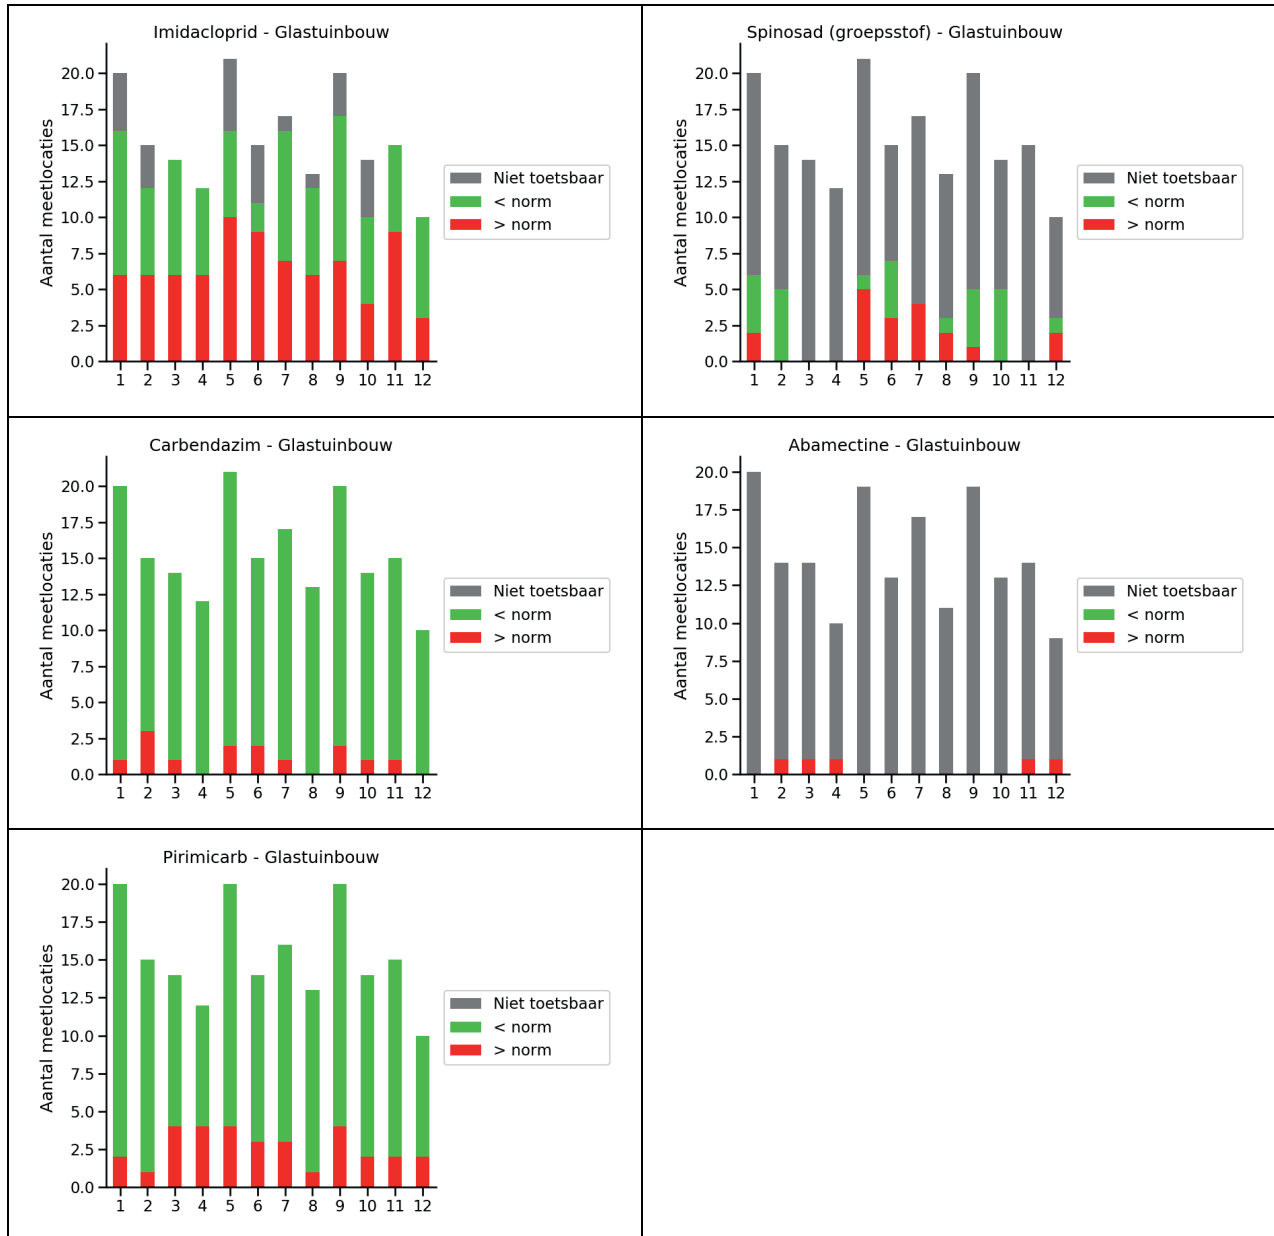 Imidacloprid - Glastuinbouw
Aantal meetlocaties
20.0
17.5
15.0
12.5
10.0
7.5
5.0
2.5
0.0
1 2 3 4 5 6 7 8 9 10 11 12
Niet toetsbaar
< norm
> norm
Spinosad (groepsstof) - Glastuinbouw
Aantal meetlocaties
20.0
17.5
15.0
12.5
10.0
7.5
5.0
2.5
0.0
1 2 3 4 5 6 7 8 9 10 11 12
Niet toetsbaar
< norm
> norm
Carbendazim - Glastuinbouw
Aantal meetlocaties
20.0
17.5
15.0
12.5
10.0
7.5
5.0
2.5
0.0
1 2 3 4 5 6 7 8 9 10 11 12
Niet toetsbaar
< norm
> norm
Abamectine - Glastuinbouw
Aantal meetlocaties
20.0
17.5
15.0
12.5
10.0
7.5
5.0
2.5
0.0
1 2 3 4 5 6 7 8 9 10 11 12
Niet toetsbaar
< norm
> norm
Pirimicarb - Glastuinbouw
Aantal meetlocaties
20.0
17.5
15.0
12.5
10.0
7.5
5.0
2.5
0.0
1 2 3 4 5 6 7 8 9 10 11 12
Niet toetsbaar
< norm
> norm